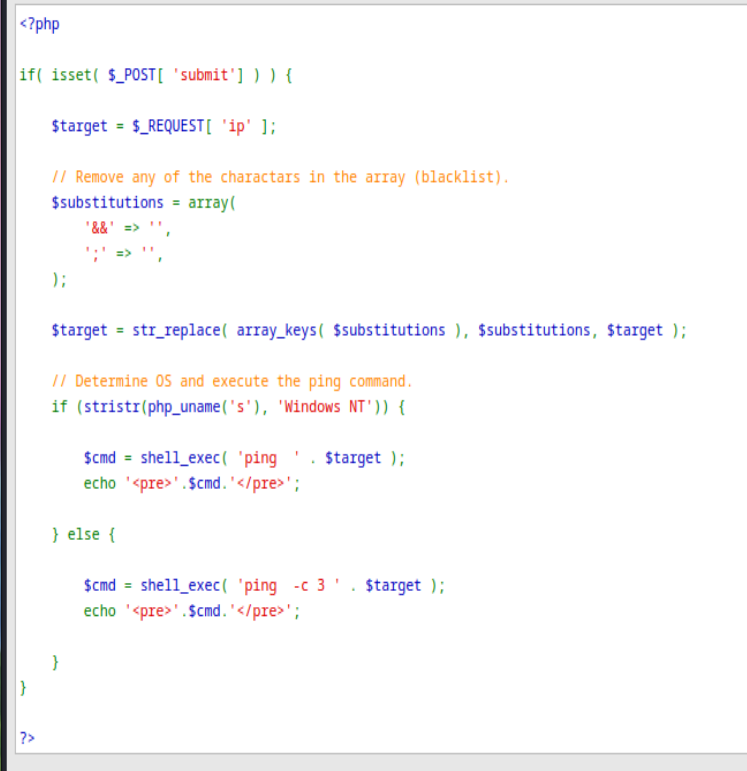 <?php
if( isset( $_POST[ 'submit'] ) ) {
$target = $_REQUEST[ 'ip' ];
// Remove any of the charactars in the array (blacklist).
$substitutions = array(
'&&' => '',
';' => '',
);
$target = str_replace( array_keys( $substitutions ), $substitutions, $target );
// Determine OS and execute the ping command.
if (stristr(php_uname('s'), 'Windows NT')) {
$cmd = shell_exec( 'ping  ' . $target );
echo '<pre>'.$cmd.'</pre>';
} else {
$cmd = shell_exec( 'ping  -c 3 ' . $target );
echo '<pre>'.$cmd.'</pre>';
}
}
?>